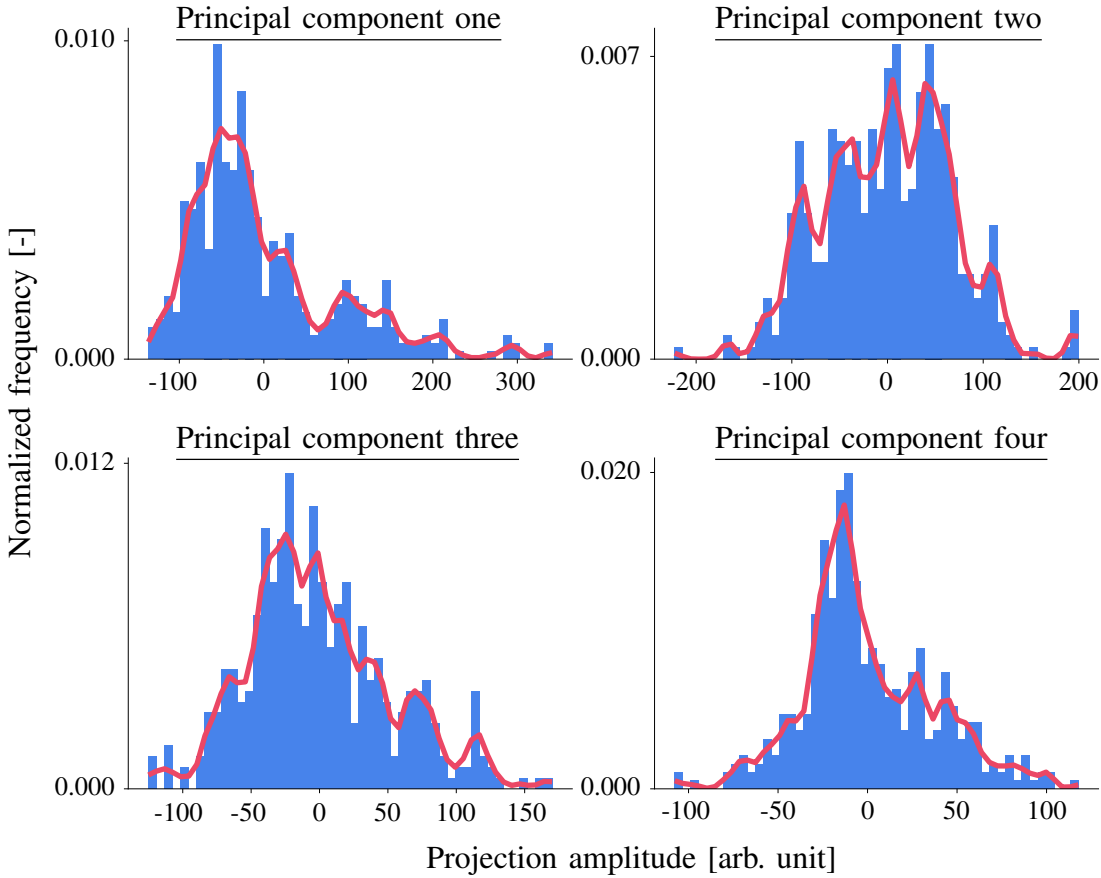 Principal component one
Principal component two
0.010
0.000
-100 0 100 200 300
0.007
0.000
-200 -100 0 100 200
Principal component three
Principal component four
0.012
0.000
-100 -50 0 50 100 150
0.020
0.000
-100 -50 0 50 100
Normalized frequency [-]
Projection amplitude [arb. unit]